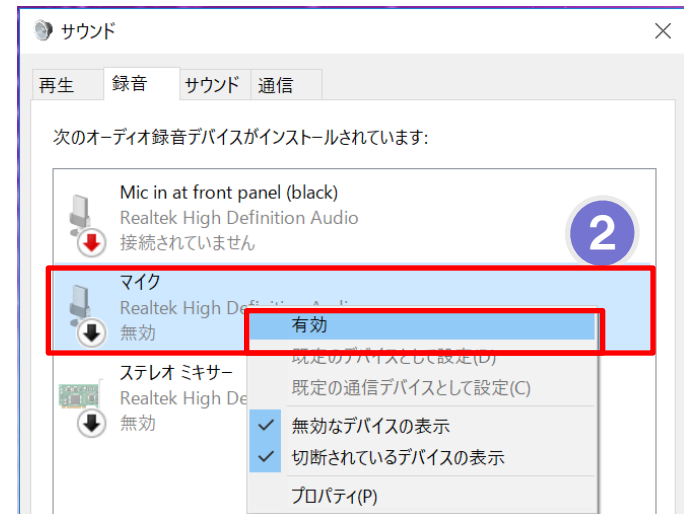 サウンド
再生 録音 サウンド 通信
次のオーディオ録音デバイスがインストールされています:
Mic in at front panel (black)
Realtek High Definition Audio
接続されていません
2
マイク
Realtek High Definition Audio
無効
有効
既定のデバイスとして設定(D)
ステレオ ミキサー
Realtek High De
無効
既定の通信デバイスとして設定(C)
無効なデバイスの表示
切断されているデバイスの表示
プロパティ(P)